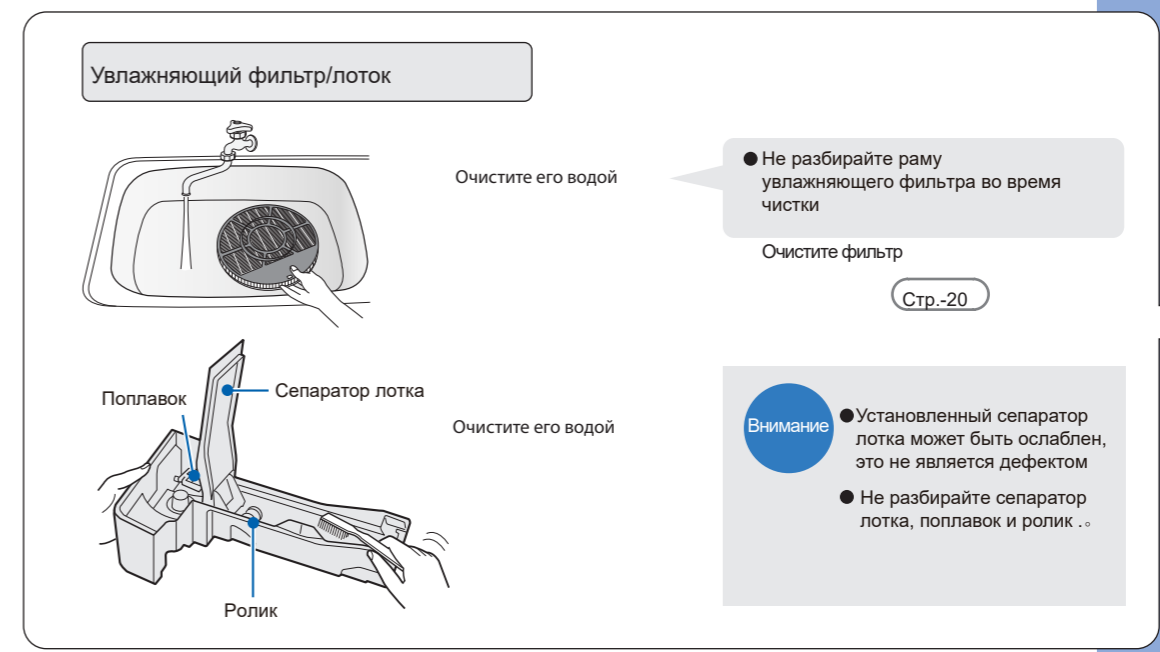 Увлажняющий фильтр/лоток
Очистите его водой
● Не разбирайте раму
увлажняющего фильтра во время
чистки
Очистите фильтр
Стр.-20
Поплавок
Сепаратор лотка
Ролик
Очистите его водой
Внимание
●Установленный сепаратор
лотка может быть ослаблен,
это не является дефектом
● Не разбирайте сепаратор
лотка, поплавок и ролик .。